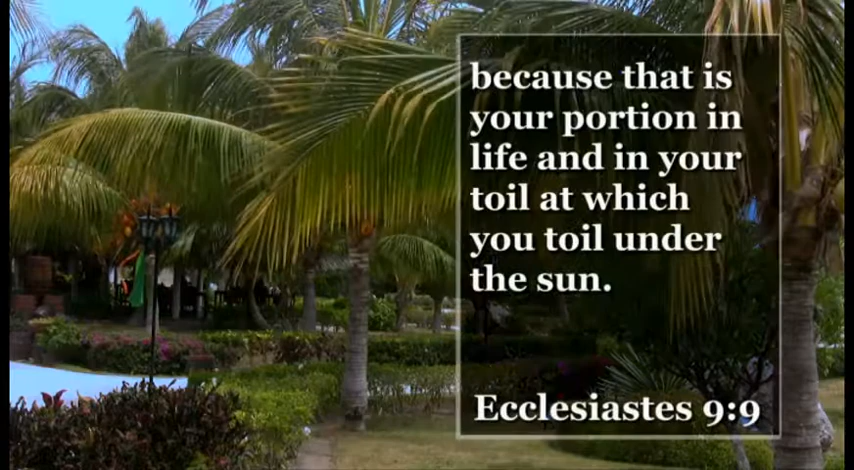 because that is
your portion in
life and in your
toil at which
you toil under
the sun.
Ecclesiastes 9:9